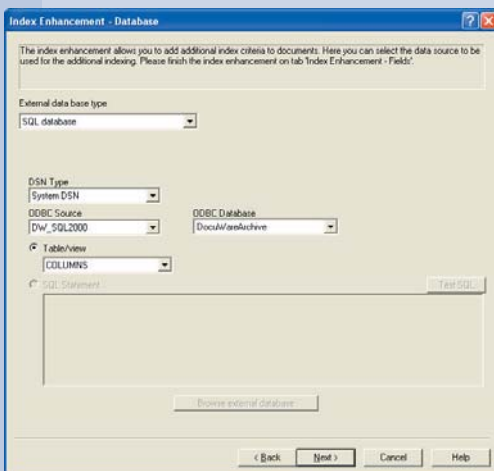 Index Enhancement - Database
The index enhancement allows you to add additional index criteria to documents. Here you can select the data source to be
used for the additional indexing. Please finish the index enhancement on tab 'Index Enhancement - Fields'.
External data base type
SQL database
DSN Type
System DSN
ODBC Source ODBC Database
DW_SQL2000 DocuWareArchive
Table/view
COLUMNS
SQL Statement Test SQL
Browse external database
< Back Next > Cancel Help